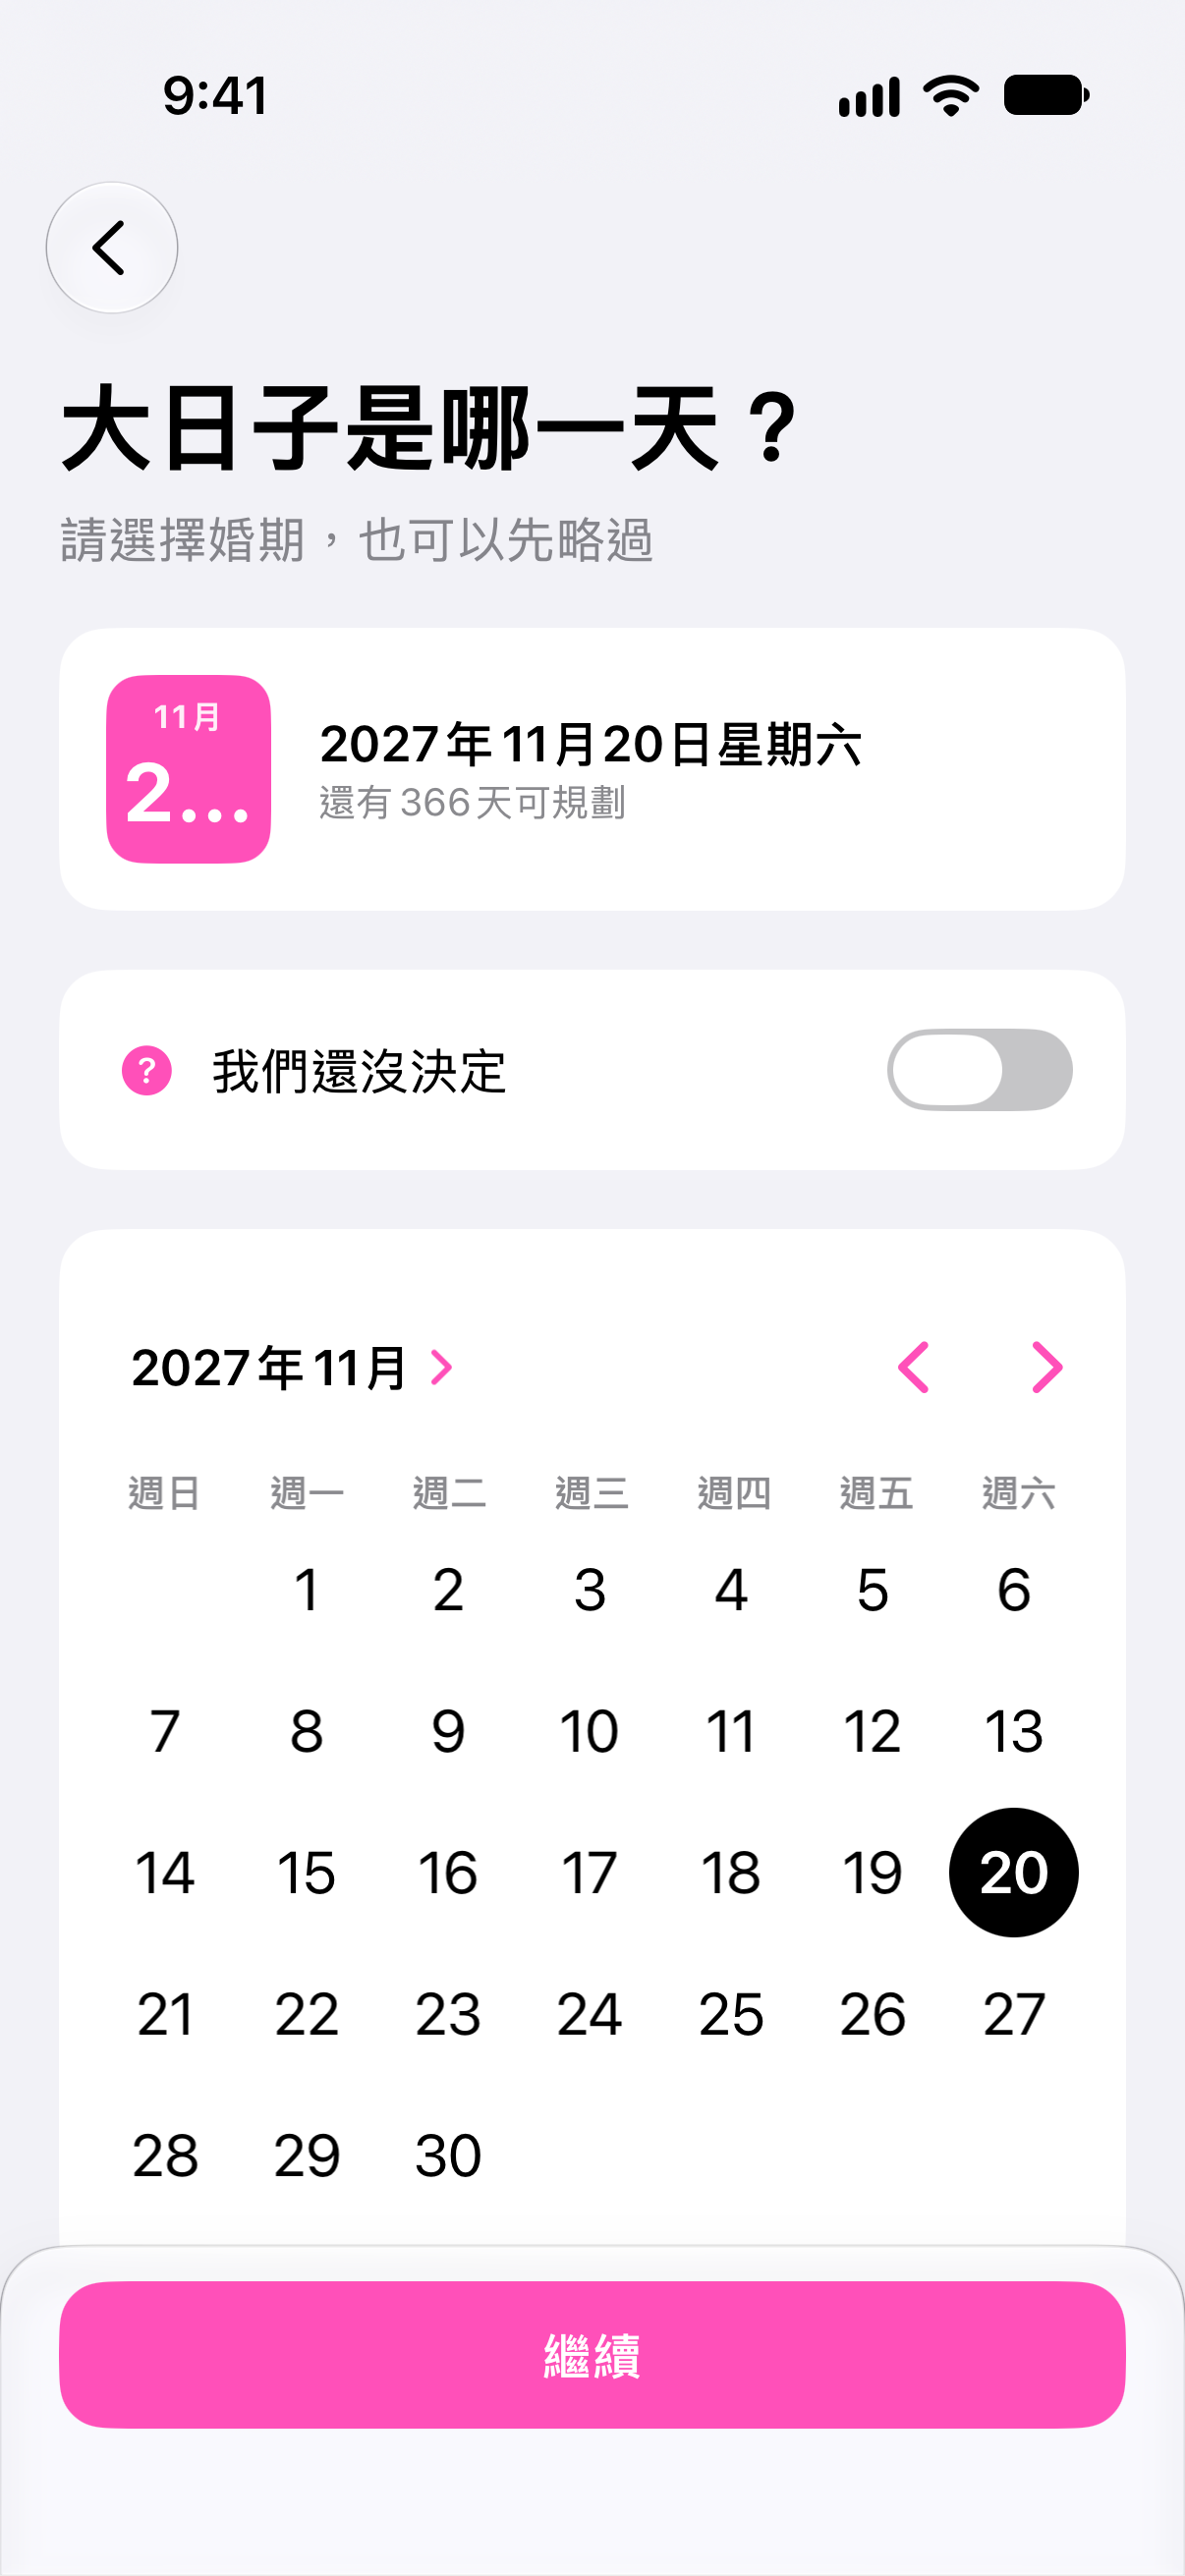 9:41
大日子是哪一天？
請選擇婚期，也可以先略過
11月
2...
2027年11月20日星期六
還有 366 天可規劃
? 我們還沒決定
2027年 11月
週日 週一 週二 週三 週四 週五 週六
1 2 3 4 5 6
7 8 9 10 11 12 13
14 15 16 17 18 19 20
21 22 23 24 25 26 27
28 29 30
繼續